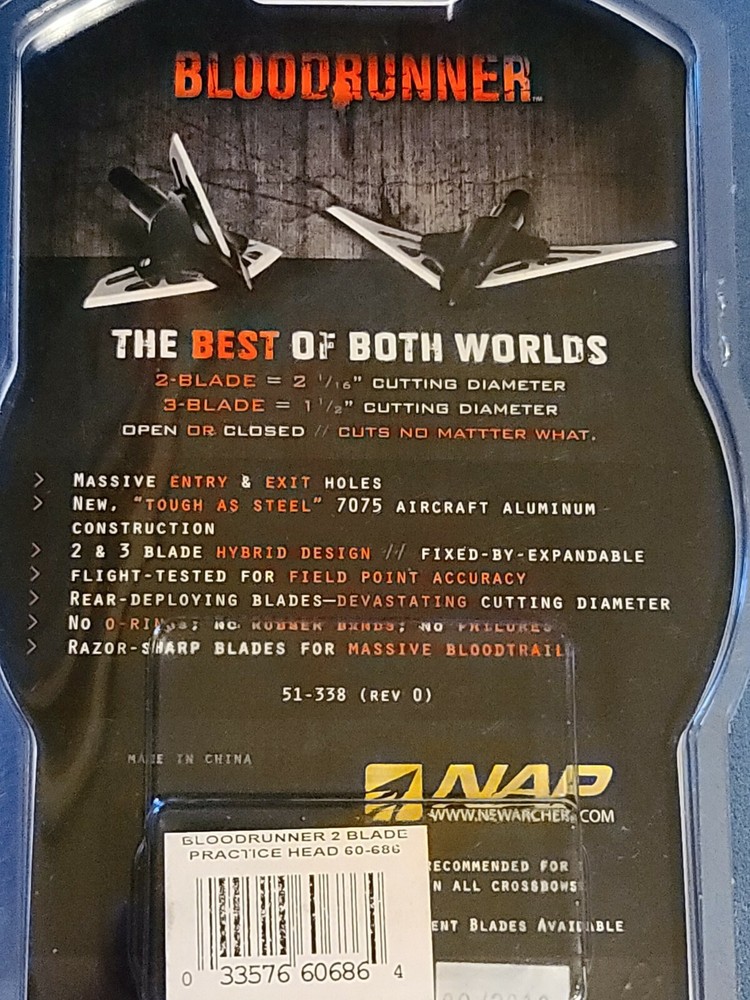 BLOODRUNNER™
THE BEST OF BOTH WORLDS
2-BLADE = 2 1/16" CUTTING DIAMETER
3-BLADE = 1 1/2" CUTTING DIAMETER
OPEN OR CLOSED // CUTS NO MATTTER WHAT.
> MASSIVE ENTRY & EXIT HOLES
> NEW, "TOUGH AS STEEL" 7075 AIRCRAFT ALUMINUM
CONSTRUCTION
> 2 & 3 BLADE HYBRID DESIGN // FIXED-BY-EXPANDABLE
> FLIGHT-TESTED FOR FIELD POINT ACCURACY
> REAR-DEPLOYING BLADES—DEVASTATING CUTTING DIAMETER
> NO O-RINGS; NO RUBBER BANDS; NO FAILURES
> RAZOR-SHARP BLADES FOR MASSIVE BLOODTRAIL
51-338 (REV 0)
MADE IN CHINA
NAP
WWW.NEWARCHERY.COM
BLOODRUNNER 2 BLADE
PRACTICE HEAD 60-686
RECOMMENDED FOR
ALL CROSSBOWS
BLADES AVAILABLE
0 33576 60686 4